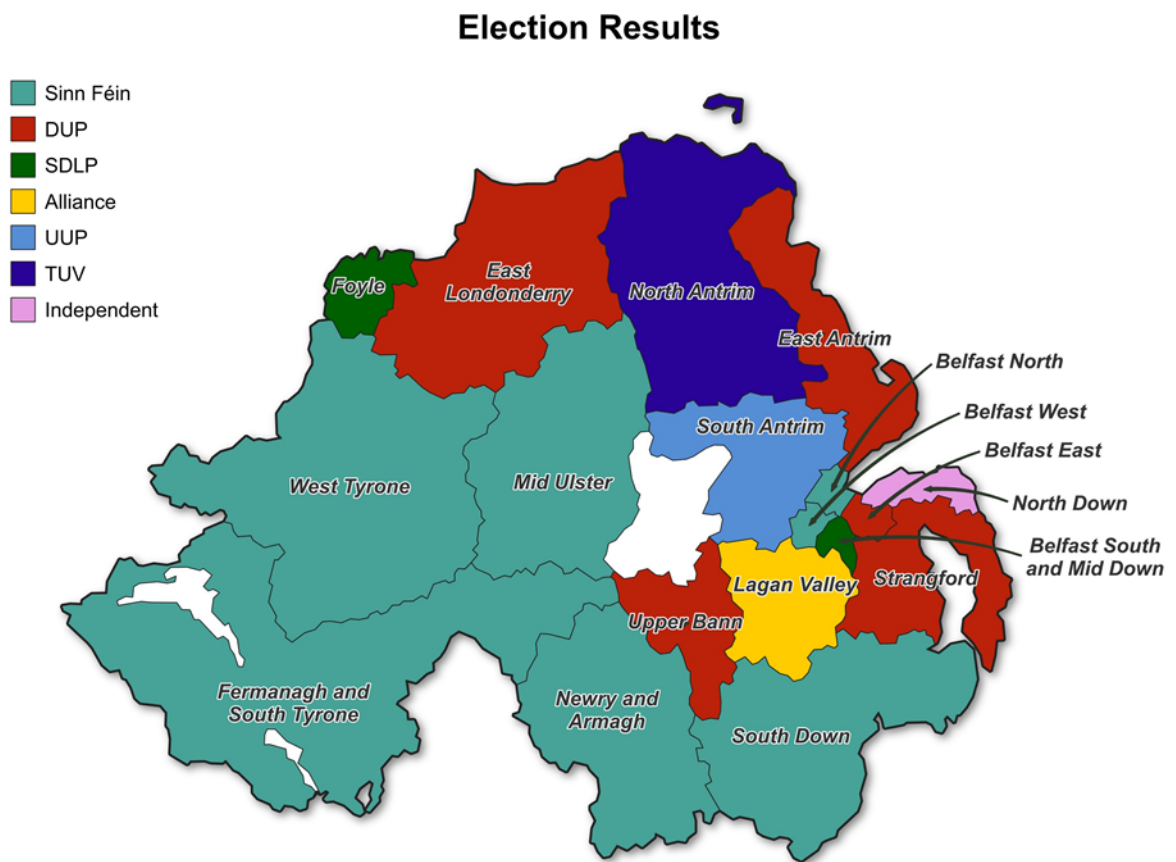 Election Results
Sinn Féin
DUP
SDLP
Alliance
UUP
TUV
Independent
Foyle
East
Londonderry
North Antrim
East Antrim
Belfast North
South Antrim
Belfast West
Belfast East
West Tyrone
Mid Ulster
North Down
Belfast South
and Mid Down
Lagan Valley
Strangford
Upper Bann
Fermanagh and
South Tyrone
Newry and
Armagh
South Down